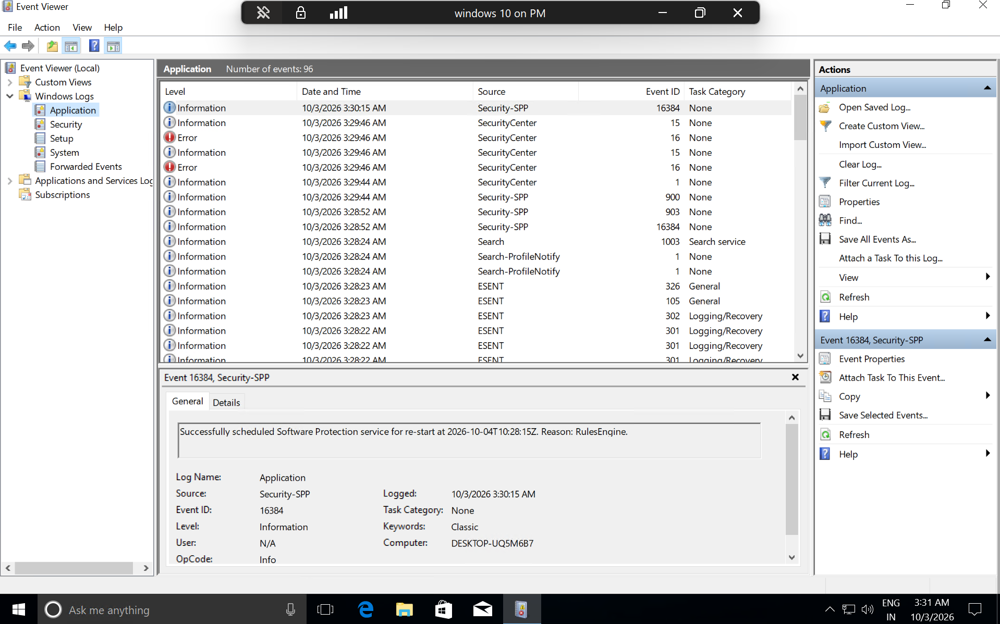 Event Viewer
windows 10 on PM
File Action View Help
Event Viewer (Local)
Custom Views
Windows Logs
Application
Security
Setup
System
Forwarded Events
Applications and Services Log
Subscriptions
Application Number of events: 96
Level Date and Time Source Event ID Task Category
Information 10/3/2026 3:30:15 AM Security-SPP 16384 None
Information 10/3/2026 3:29:46 AM SecurityCenter 15 None
Error 10/3/2026 3:29:46 AM SecurityCenter 16 None
Information 10/3/2026 3:29:46 AM SecurityCenter 15 None
Error 10/3/2026 3:29:46 AM SecurityCenter 16 None
Information 10/3/2026 3:29:44 AM SecurityCenter 1 None
Information 10/3/2026 3:29:44 AM Security-SPP 900 None
Information 10/3/2026 3:28:52 AM Security-SPP 903 None
Information 10/3/2026 3:28:52 AM Security-SPP 16384 None
Information 10/3/2026 3:28:24 AM Search 1003 Search service
Information 10/3/2026 3:28:24 AM Search-ProfileNotify 1 None
Information 10/3/2026 3:28:24 AM Search-ProfileNotify 1 None
Information 10/3/2026 3:28:23 AM ESENT 326 General
Information 10/3/2026 3:28:23 AM ESENT 105 General
Information 10/3/2026 3:28:23 AM ESENT 302 Logging/Recovery
Information 10/3/2026 3:28:22 AM ESENT 301 Logging/Recovery
Information 10/3/2026 3:28:22 AM ESENT 301 Logging/Recovery
Information 10/3/2026 3:28:22 AM ESENT 301 Logging/Recovery
Event 16384, Security-SPP
General Details
Successfully scheduled Software Protection service for re-start at 2026-10-04T10:28:15Z. Reason: RulesEngine.
Log Name: Application
Source: Security-SPP Logged: 10/3/2026 3:30:15 AM
Event ID: 16384 Task Category: None
Level: Information Keywords: Classic
User: N/A Computer: DESKTOP-UQ5M6B7
OpCode: Info
Actions
Application
Open Saved Log...
Create Custom View...
Import Custom View...
Clear Log...
Filter Current Log...
Properties
Find...
Save All Events As...
Attach a Task To this Log...
View
Refresh
Help
Event 16384, Security-SPP
Event Properties
Attach Task To This Event...
Copy
Save Selected Events...
Refresh
Help
Ask me anything
ENG
IN
3:31 AM
10/3/2026